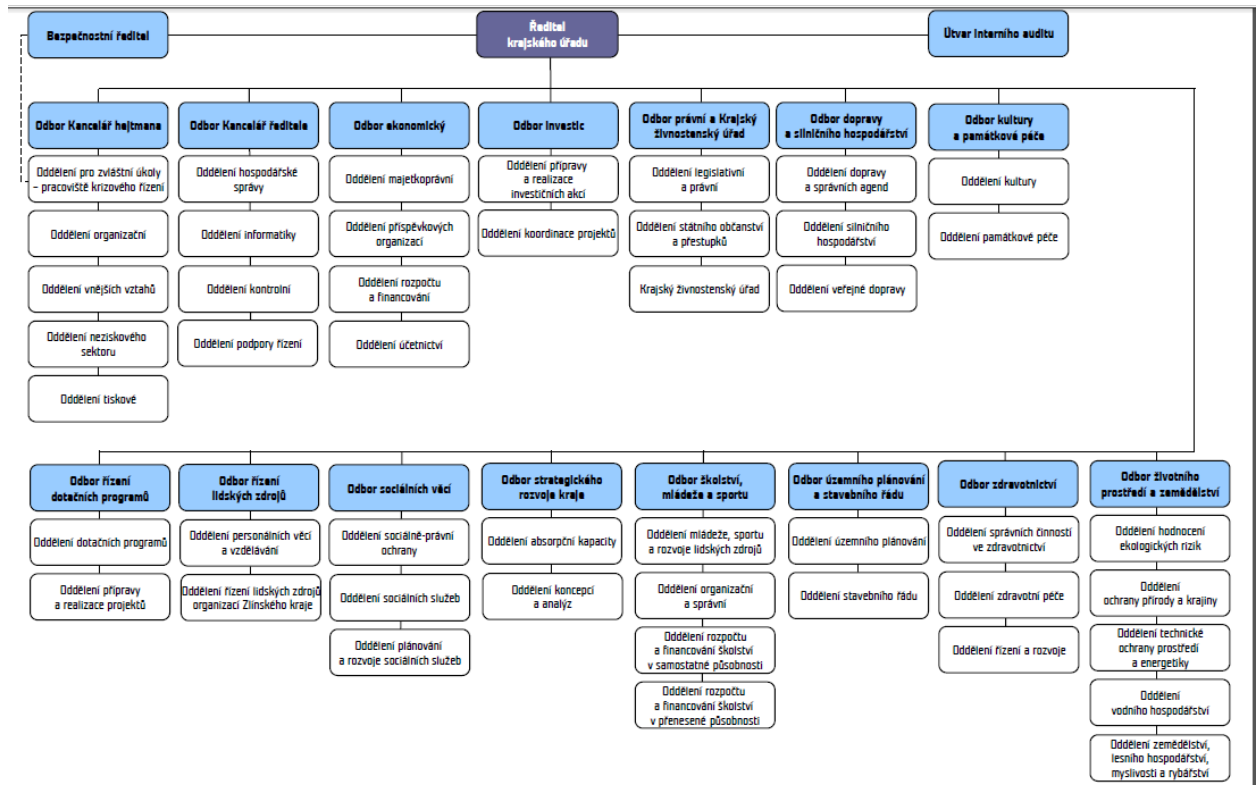 Bezpečnostní ředitel
Ředitel
krajského úřadu
Útvar interního auditu
Odbor Kancelář hejtmana
Odbor Kancelář ředitele
Odbor ekonomický
Odbor investic
Odbor právní a Krajský
živnostenský úřad
Odbor dopravy
a silničního hospodářství
Odbor kultury
a památkové péče
Oddělení pro zvláštní úkoly
– pracoviště krizového řízení
Oddělení organizační
Oddělení vnějších vztahů
Oddělení neziskového
sektoru
Oddělení tiskové
Oddělení hospodářské
správy
Oddělení informatiky
Oddělení kontrolní
Oddělení podpory řízení
Oddělení majetkoprávní
Oddělení příspěvkových
organizací
Oddělení rozpočtu
a financování
Oddělení účetnictví
Oddělení přípravy
a realizace
investičních akcí
Oddělení koordinace projektů
Oddělení legislativní
a právní
Oddělení státního občanství
a přestupků
Krajský živnostenský úřad
Oddělení dopravy
a správních agend
Oddělení silničního
hospodářství
Oddělení veřejné dopravy
Oddělení kultury
Oddělení památkové péče
Odbor řízení
dotačních programů
Odbor řízení
lidských zdrojů
Odbor sociálních věcí
Odbor strategického
rozvoje kraje
Odbor školství,
mládeže a sportu
Odbor územního plánování
a stavebního řádu
Odbor zdravotnictví
Odbor životního
prostředí a zemědělství
Oddělení dotačních programů
Oddělení přípravy
a realizace projektů
Oddělení personálních věcí
a vzdělávání
Oddělení řízení lidských zdrojů
organizací Zlínského kraje
Oddělení sociálně-právní
ochrany
Oddělení sociálních služeb
Oddělení plánování
a rozvoje sociálních služeb
Oddělení absorpční kapacity
Oddělení koncepcí
a analýz
Oddělení mládeže, sportu
a rozvoje lidských zdrojů
Oddělení organizační
a správní
Oddělení rozpočtu
a financování školství
v samostatné působnosti
Oddělení rozpočtu
a financování školství
v přenesené působnosti
Oddělení územního plánování
Oddělení stavebního řádu
Oddělení správních činností
ve zdravotnictví
Oddělení zdravotní péče
Oddělení řízení a rozvoje
Oddělení hodnocení
ekologických rizik
Oddělení
ochrany přírody a krajiny
Oddělení technické
ochrany prostředí
a energetiky
Oddělení
vodního hospodářství
Oddělení zemědělství,
lesního hospodářství,
myslivosti a rybářství